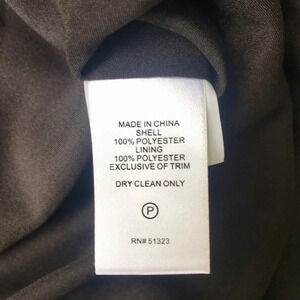 MADE IN CHINA
SHELL
100% POLYESTER
LINING
100% POLYESTER
EXCLUSIVE OF TRIM
DRY CLEAN ONLY
P
RN# 51323